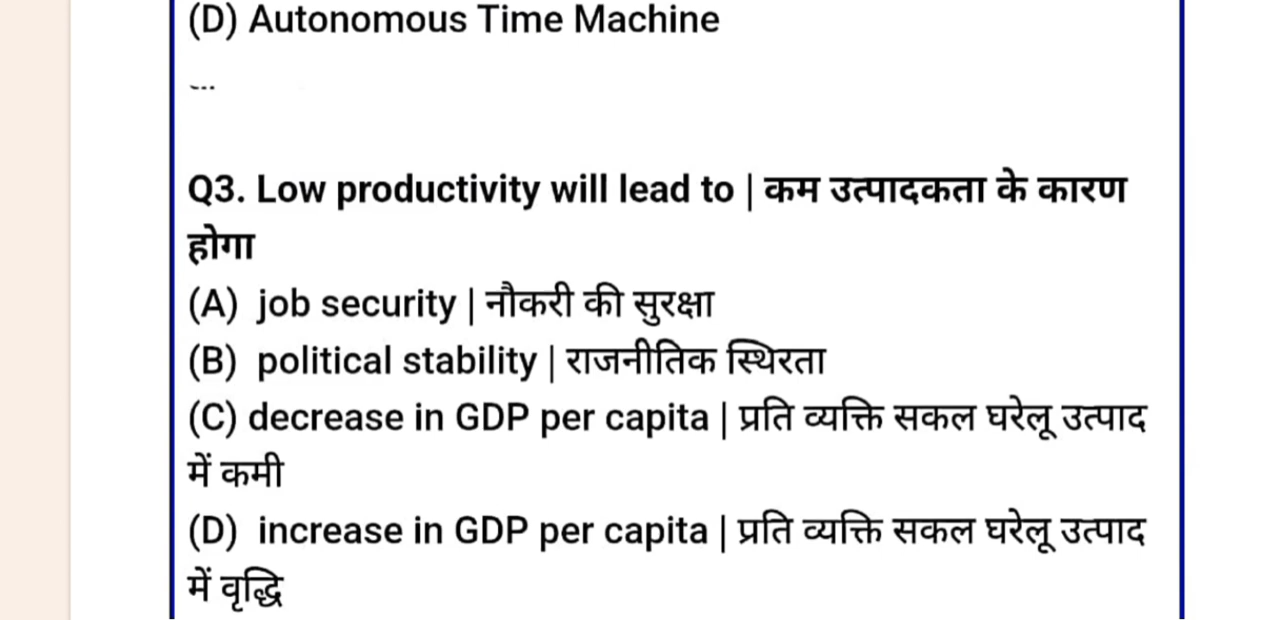 (D) Autonomous Time Machine
...
Q3. Low productivity will lead to | कम उत्पादकता के कारण
होगा
(A) job security | नौकरी की सुरक्षा
(B) political stability | राजनीतिक स्थिरता
(C) decrease in GDP per capita | प्रति व्यक्ति सकल घरेलू उत्पाद
में कमी
(D) increase in GDP per capita | प्रति व्यक्ति सकल घरेलू उत्पाद
में वृद्धि